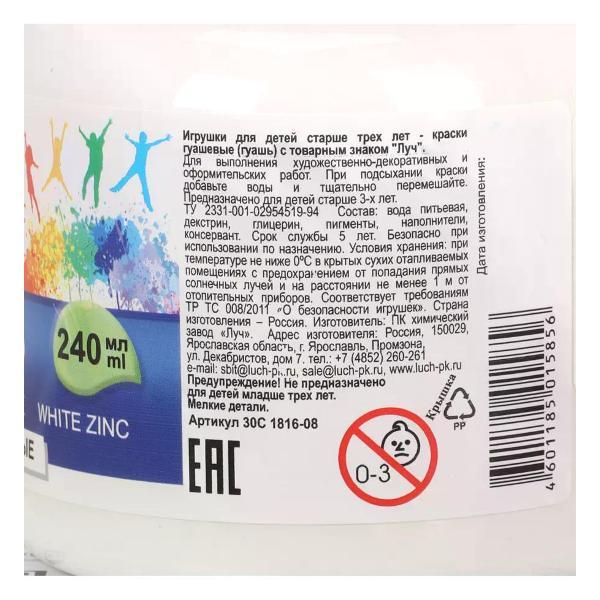 Игрушки для детей старше трех лет - краски
гуашевые (гуашь) с товарным знаком "Луч".
Для выполнения художественно-декоративных и
оформительских работ. При подсыхании краски
добавьте воды и тщательно перемешайте.
Предназначено для детей старше 3-х лет.
ТУ 2331-001-02954519-94 Состав: вода питьевая,
декстрин, глицерин, пигменты, наполнители,
консервант. Срок службы 5 лет. Безопасно при
использовании по назначению. Условия хранения: при
температуре не ниже 0°C в крытых сухих отапливаемых
помещениях с предохранением от попадания прямых
солнечных лучей и на расстоянии не менее 1 м от
отопительных приборов. Соответствует требованиям
ТР ТС 008/2011 "О безопасности игрушек". Страна
изготовления – Россия. Изготовитель: ПК химический
завод «Луч». Адрес изготовителя: Россия, 150029,
Ярославская область, г. Ярославль, Промзона,
ул. Декабристов, дом 7. тел.: +7 (4852) 260-261
e-mail: sbit@luch-pk.ru, sale@luch-pk.ru, www.luch-pk.ru
Предупреждение! Не предназначено
для детей младше трех лет.
Мелкие детали.
Артикул 30С 1816-08
EAC
0-3
Крышка
PP
Дата изготовления:
4 601185 015856
240 мл
ml
WHITE ZINC
ЫЕ